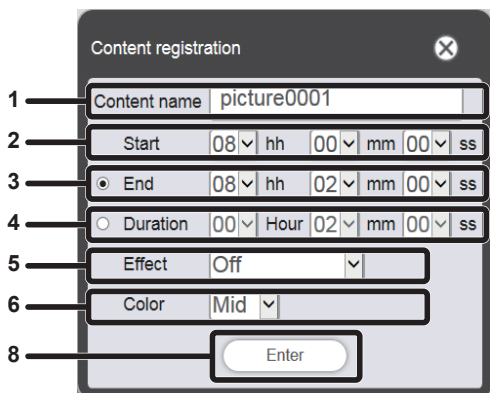 Content registration
1 Content name picture0001
2 Start 08 hh 00 mm 00 ss
3 End 08 hh 02 mm 00 ss
4 Duration 00 Hour 02 mm 00 ss
5 Effect Off
6 Color Mid
8 Enter